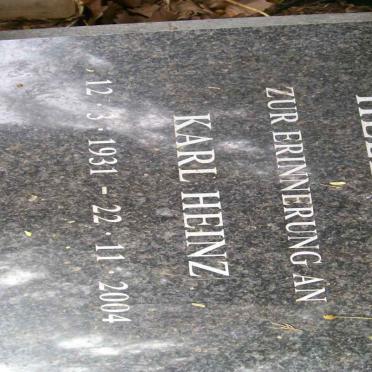 ZUR ERINNERUNG AN
KARL HEINZ
12 · 3 · 1931 – 22 · 11 · 2004